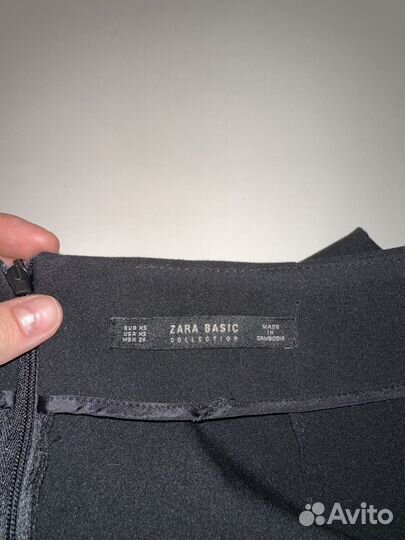 EUR XS
USA XS
MEX 24
ZARA BASIC
COLLECTION
MADE
IN
CAMBODIA
Avito